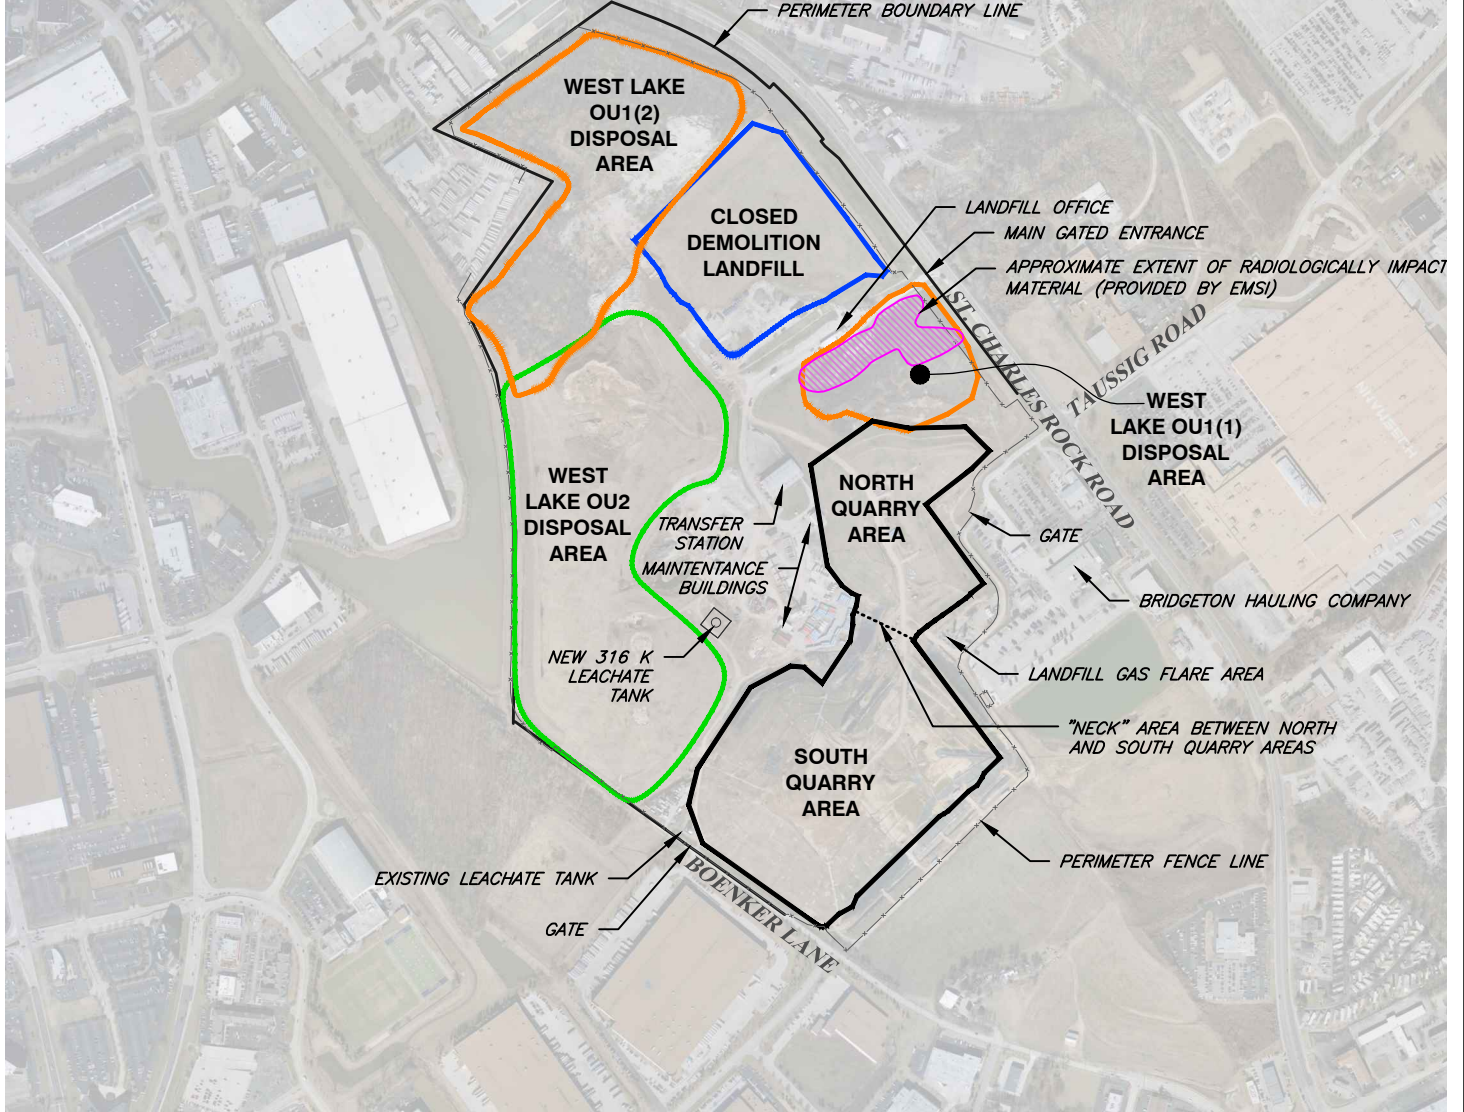 PERIMETER BOUNDARY LINE
WEST LAKE
OU1(2)
DISPOSAL
AREA
CLOSED
DEMOLITION
LANDFILL
LANDFILL OFFICE
MAIN GATED ENTRANCE
APPROXIMATE EXTENT OF RADIOLOGICALLY IMPACT
MATERIAL (PROVIDED BY EMSI)
ST. CHARLES ROCK ROAD
TAUSSIG ROAD
WEST
LAKE OU1(1)
DISPOSAL
AREA
WEST
LAKE OU2
DISPOSAL
AREA
NORTH
QUARRY
AREA
TRANSFER
STATION
MAINTENTANCE
BUILDINGS
GATE
BRIDGETON HAULING COMPANY
NEW 316 K
LEACHATE
TANK
LANDFILL GAS FLARE AREA
"NECK" AREA BETWEEN NORTH
AND SOUTH QUARRY AREAS
SOUTH
QUARRY
AREA
PERIMETER FENCE LINE
EXISTING LEACHATE TANK
GATE
BOENKER LANE